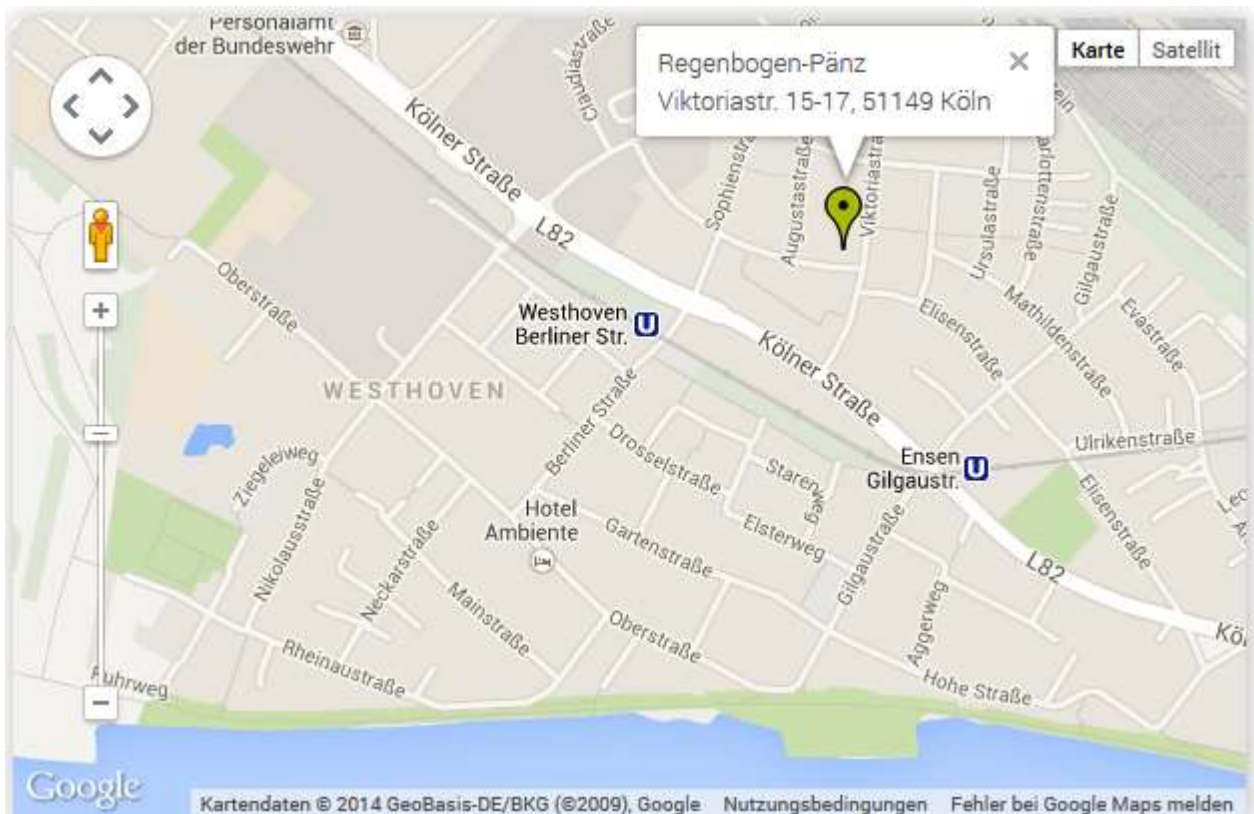 Personalamt
der Bundeswehr
Claudiastraße
Regenbogen-Pänz
Viktoriastr. 15-17, 51149 Köln
Karte
Satellit
Kölner Straße
L82
Sophienstr
Augustastraße
Viktoriastraß
Ursulastraße
arlottenstraße
Gilgaustraße
Oberstraße
Westhoven
Berliner Str.
WESTHOVEN
Kölner Straße
Elisenstraße
Mathildenstraße
Evastraße
Berliner Straße
Drosselstraße
Starenweg
Ensen
Gilgaustr.
Ulrikenstraße
Elisenstraße
Ziegeleiweg
Nikolausstraße
Neckarstraße
Hotel
Ambiente
Gartenstraße
Elsterweg
Gilgaustraße
L82
Mainstraße
Oberstraße
Aggerweg
Rheinaustraße
Fuhrweg
Hohe Straße
Köl
Google
Kartendaten © 2014 GeoBasis-DE/BKG (©2009), Google
Nutzungsbedingungen
Fehler bei Google Maps melden